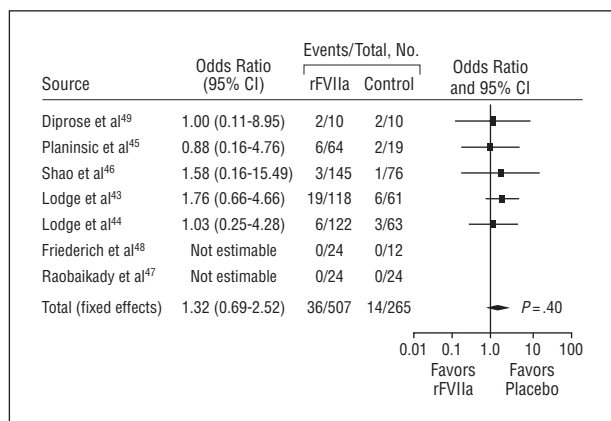 Events/Total, No.
Source Odds Ratio (95% CI) rFVIIa Control Odds Ratio and 95% CI
Diprose et al49 1.00 (0.11-8.95) 2/10 2/10
Planinsic et al45 0.88 (0.16-4.76) 6/64 2/19
Shao et al46 1.58 (0.16-15.49) 3/145 1/76
Lodge et al43 1.76 (0.66-4.66) 19/118 6/61
Lodge et al44 1.03 (0.25-4.28) 6/122 3/63
Friederich et al48 Not estimable 0/24 0/12
Raobaikady et al47 Not estimable 0/24 0/24
Total (fixed effects) 1.32 (0.69-2.52) 36/507 14/265 P=.40
0.01 0.1 1.0 10 100
Favors rFVIIa Favors Placebo